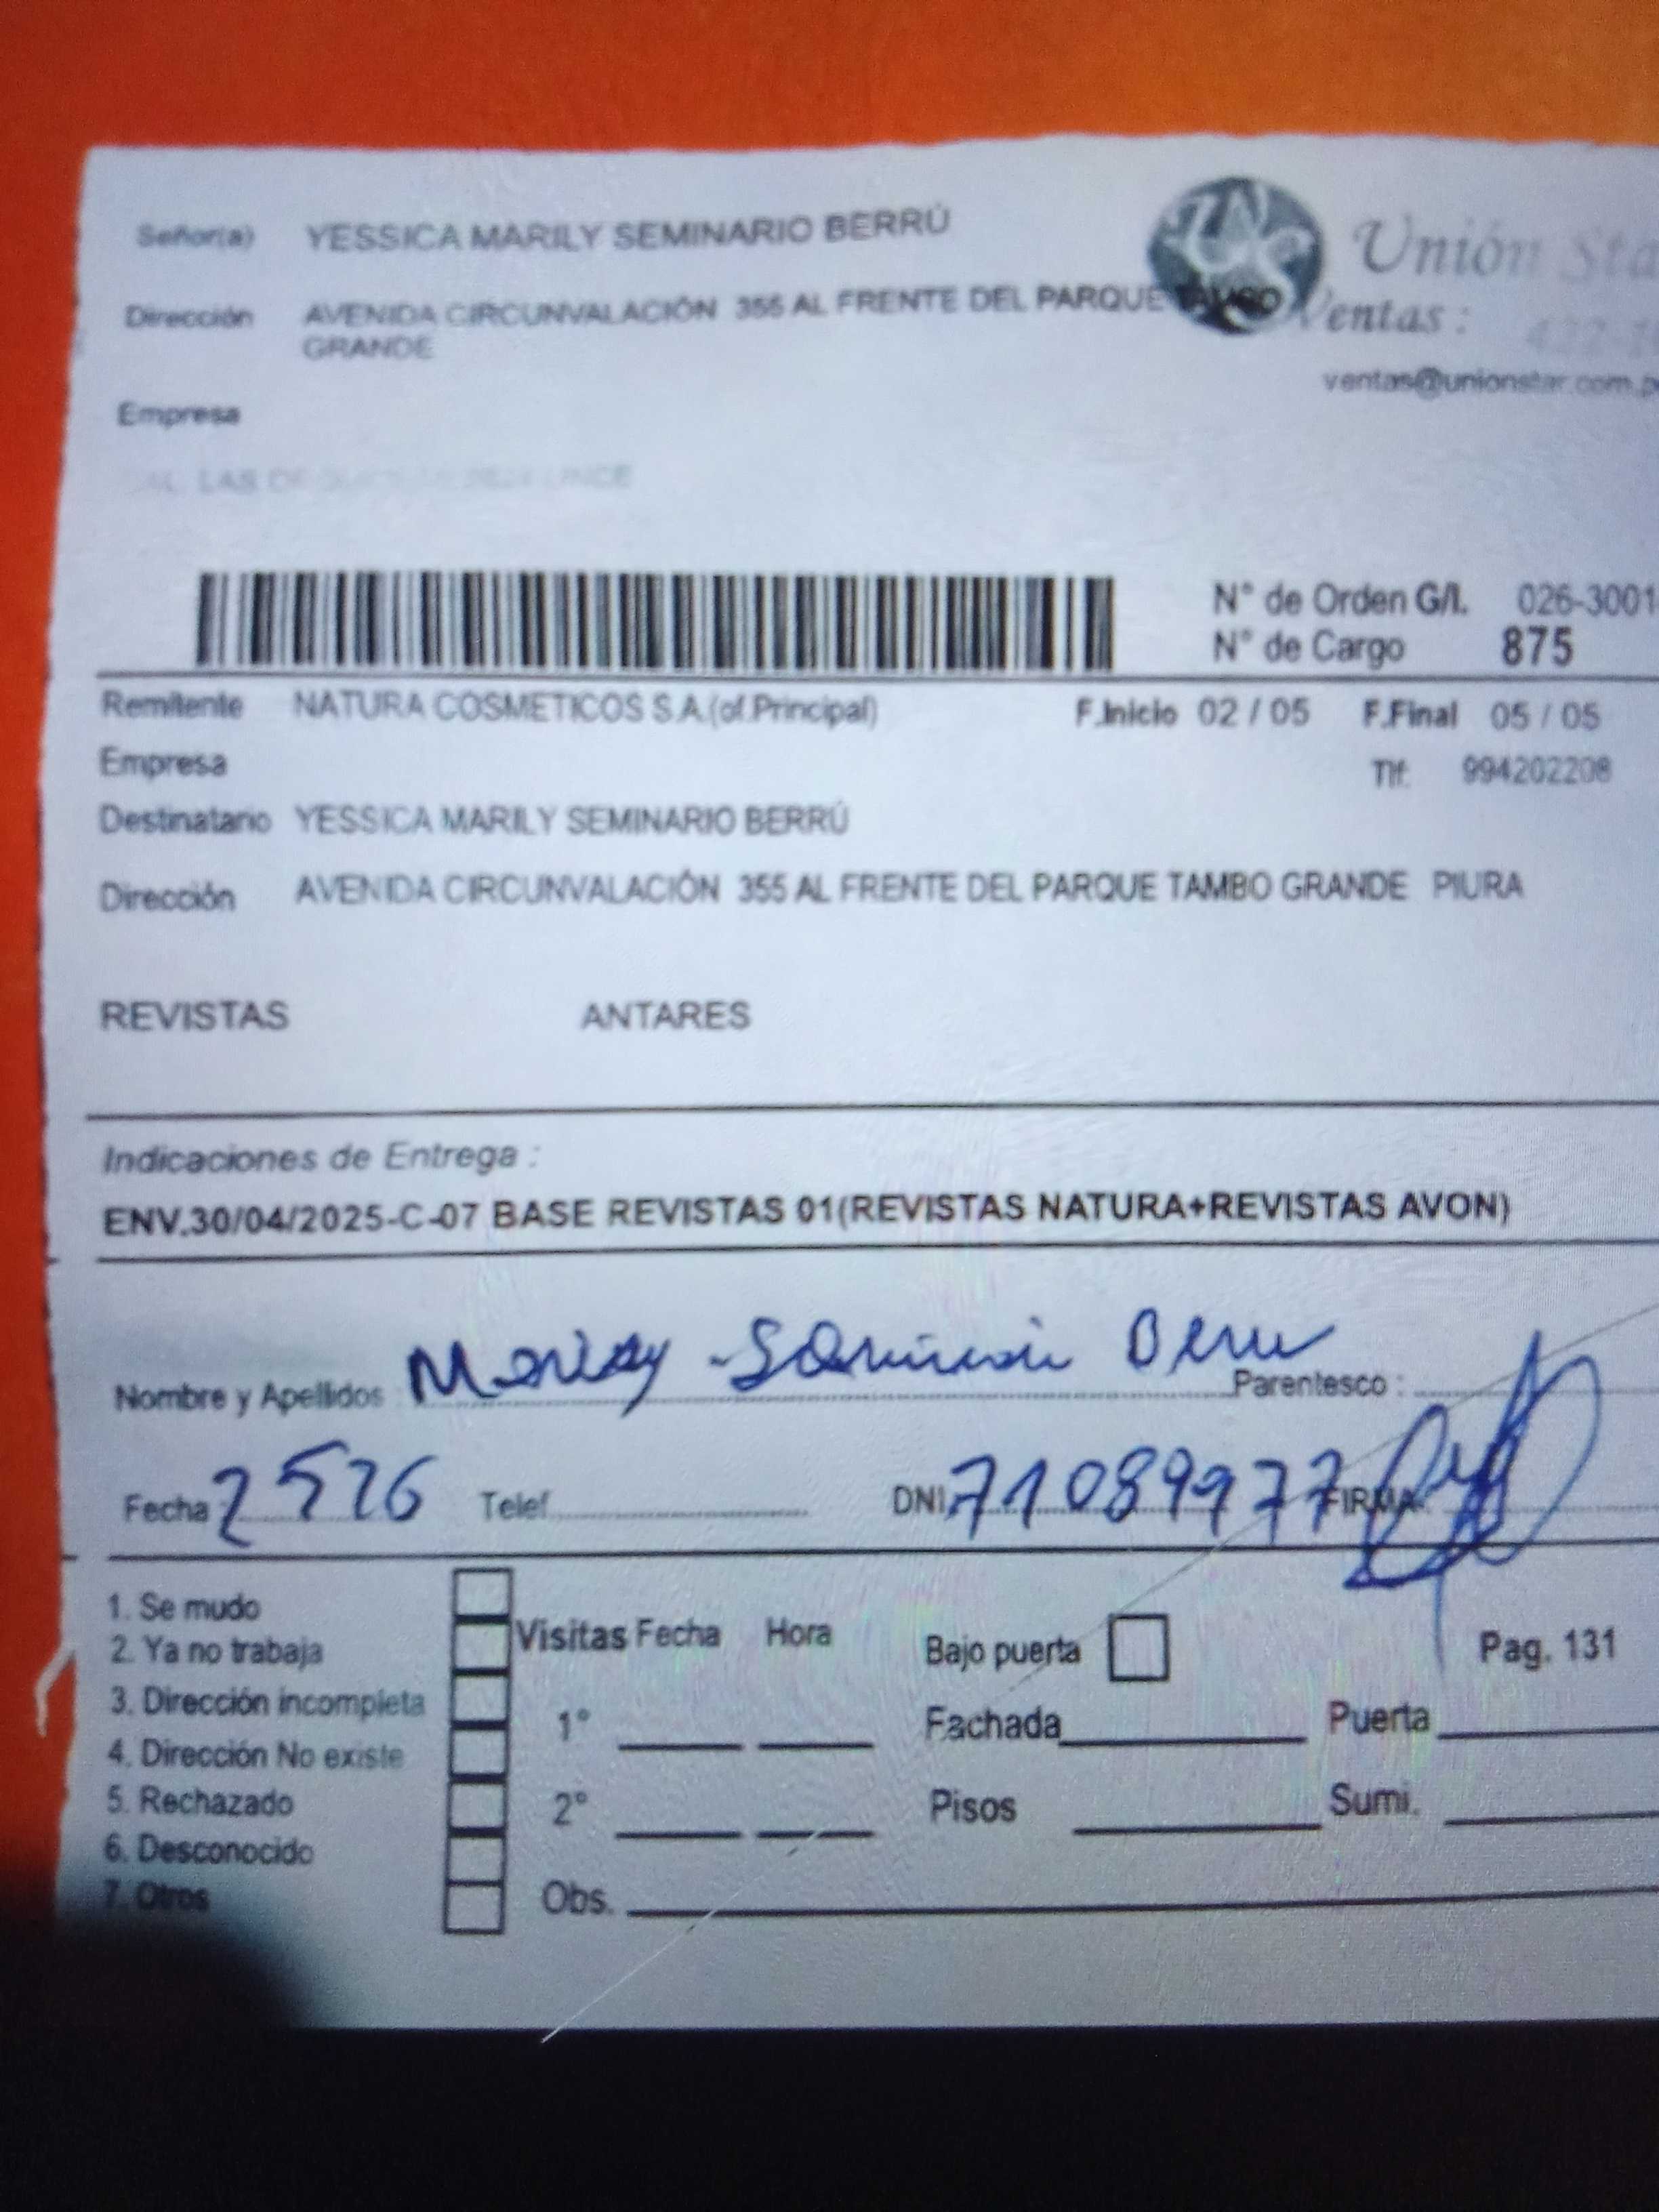 Señor(a) YESSICA MARILY SEMINARIO BERRÚ
Unión Sta
Dirección AVENIDA CIRCUNVALACIÓN 355 AL FRENTE DEL PARQUE TAMBO
GRANDE
Ventas :
ventas@unionstar.com.p
Empresa
N° de Orden G/I. 026-3001
N° de Cargo 875
Remitente NATURA COSMETICOS S.A.(of.Principal) F.Inicio 02 / 05 F.Final 05 / 05
Empresa Tlf: 994202208
Destinatario YESSICA MARILY SEMINARIO BERRÚ
Dirección AVENIDA CIRCUNVALACIÓN 355 AL FRENTE DEL PARQUE TAMBO GRANDE PIURA
REVISTAS ANTARES
Indicaciones de Entrega :
ENV.30/04/2025-C-07 BASE REVISTAS 01(REVISTAS NATURA+REVISTAS AVON)
Nombre y Apellidos Parentesco :
Fecha 2 5 Telef. DNI 71089977 FIRMA
1. Se mudo
2. Ya no trabaja
3. Dirección incompleta
4. Dirección No existe
5. Rechazado
6. Desconocido
7. Otros
Visitas Fecha Hora
1°
2°
Obs.
Bajo puerta Pag. 131
Fachada Puerta
Pisos Sumi.